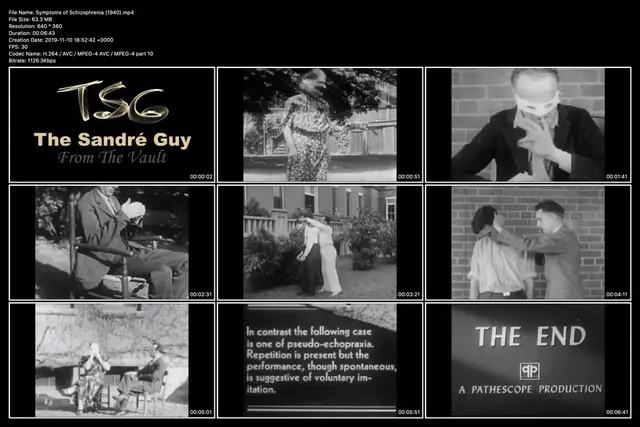 File Name: Symptoms of Schizophrenia (1940).mp4
File Size: 63.3 MB
Resolution: 640 * 360
Duration: 00:06:43
Creation Date: 2019-11-10 18:52:42 +0000
FPS: 30
Codec Name: H.264 / AVC / MPEG-4 AVC / MPEG-4 part 10
Bitrate: 1126.3Kbps
TSG
The Sandré Guy
From The Vault
00:00:02
00:00:51
00:01:41
00:02:31
00:03:21
00:04:11
00:05:01
In contrast the following case
is one of pseudo-echopraxia.
Repetition is present but the
performance, though spontaneous,
is suggestive of voluntary im-
itation.
00:05:51
THE END
A PATHESCOPE PRODUCTION
00:06:41